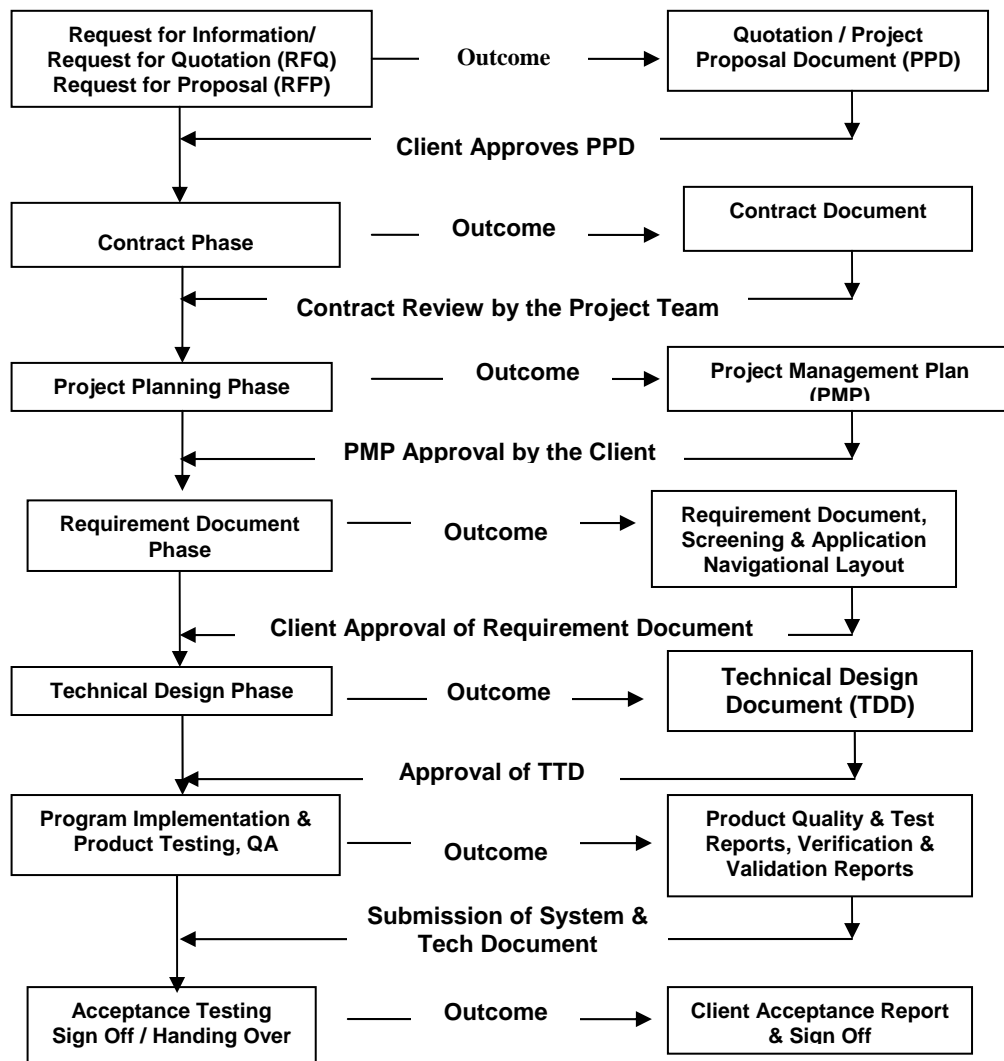 Request for Information/
Request for Quotation (RFQ)
Request for Proposal (RFP)
Outcome
Quotation / Project
Proposal Document (PPD)
Client Approves PPD
Contract Phase
Outcome
Contract Document
Contract Review by the Project Team
Project Planning Phase
Outcome
Project Management Plan
(PMP)
PMP Approval by the Client
Requirement Document
Phase
Outcome
Requirement Document,
Screening & Application
Navigational Layout
Client Approval of Requirement Document
Technical Design Phase
Outcome
Technical Design
Document (TDD)
Approval of TTD
Program Implementation &
Product Testing, QA
Outcome
Product Quality & Test
Reports, Verification &
Validation Reports
Submission of System &
Tech Document
Acceptance Testing
Sign Off / Handing Over
Outcome
Client Acceptance Report
& Sign Off